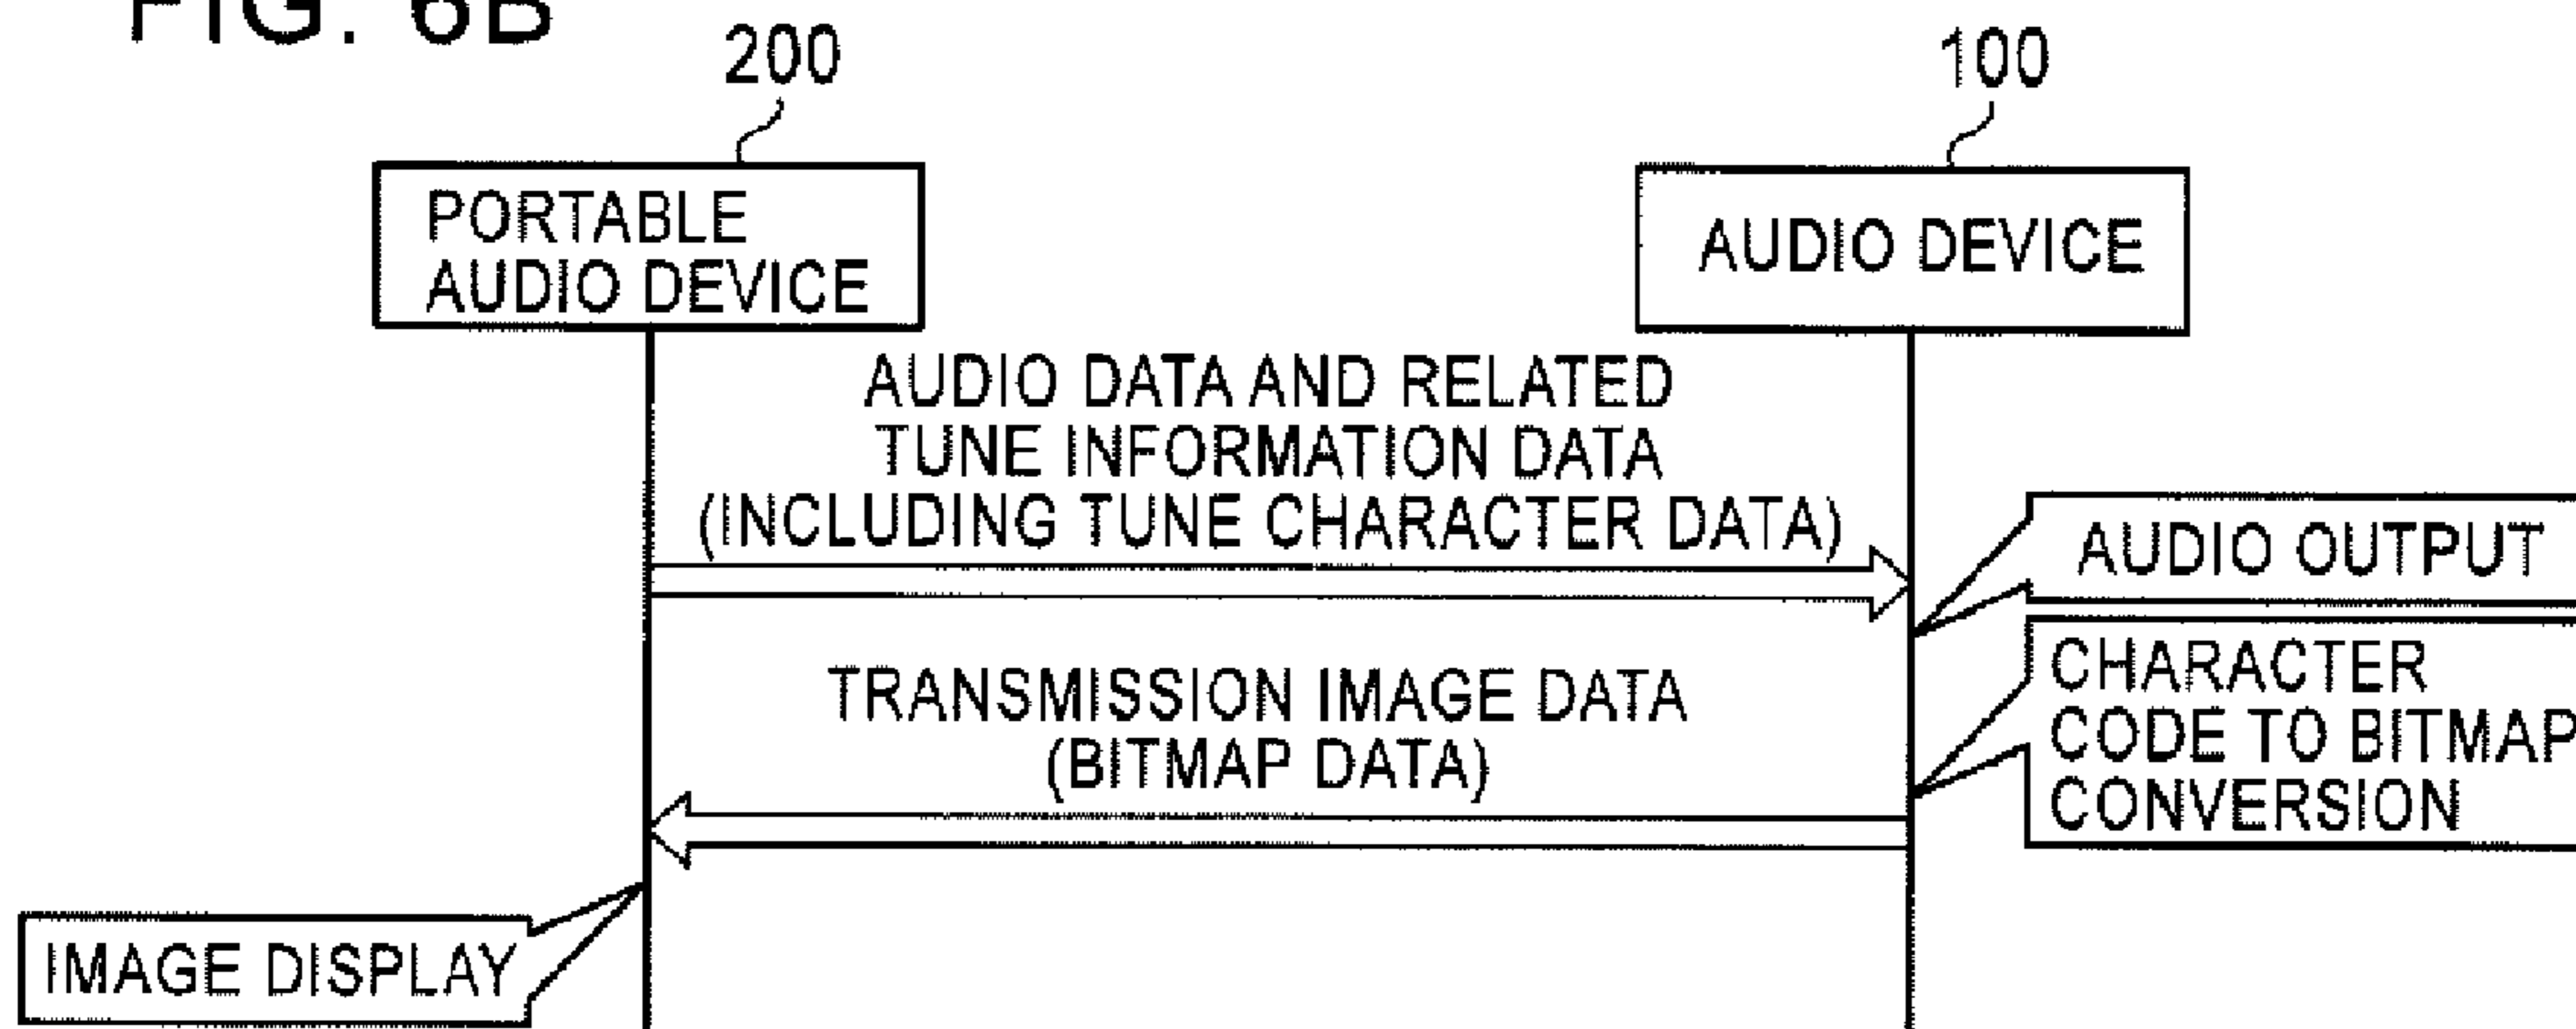 FIG. 6B
200
100
PORTABLE
AUDIO DEVICE
AUDIO DEVICE
AUDIO DATA AND RELATED
TUNE INFORMATION DATA
(INCLUDING TUNE CHARACTER DATA)
AUDIO OUTPUT
TRANSMISSION IMAGE DATA
(BITMAP DATA)
CHARACTER
CODE TO BITMAP
CONVERSION
IMAGE DISPLAY